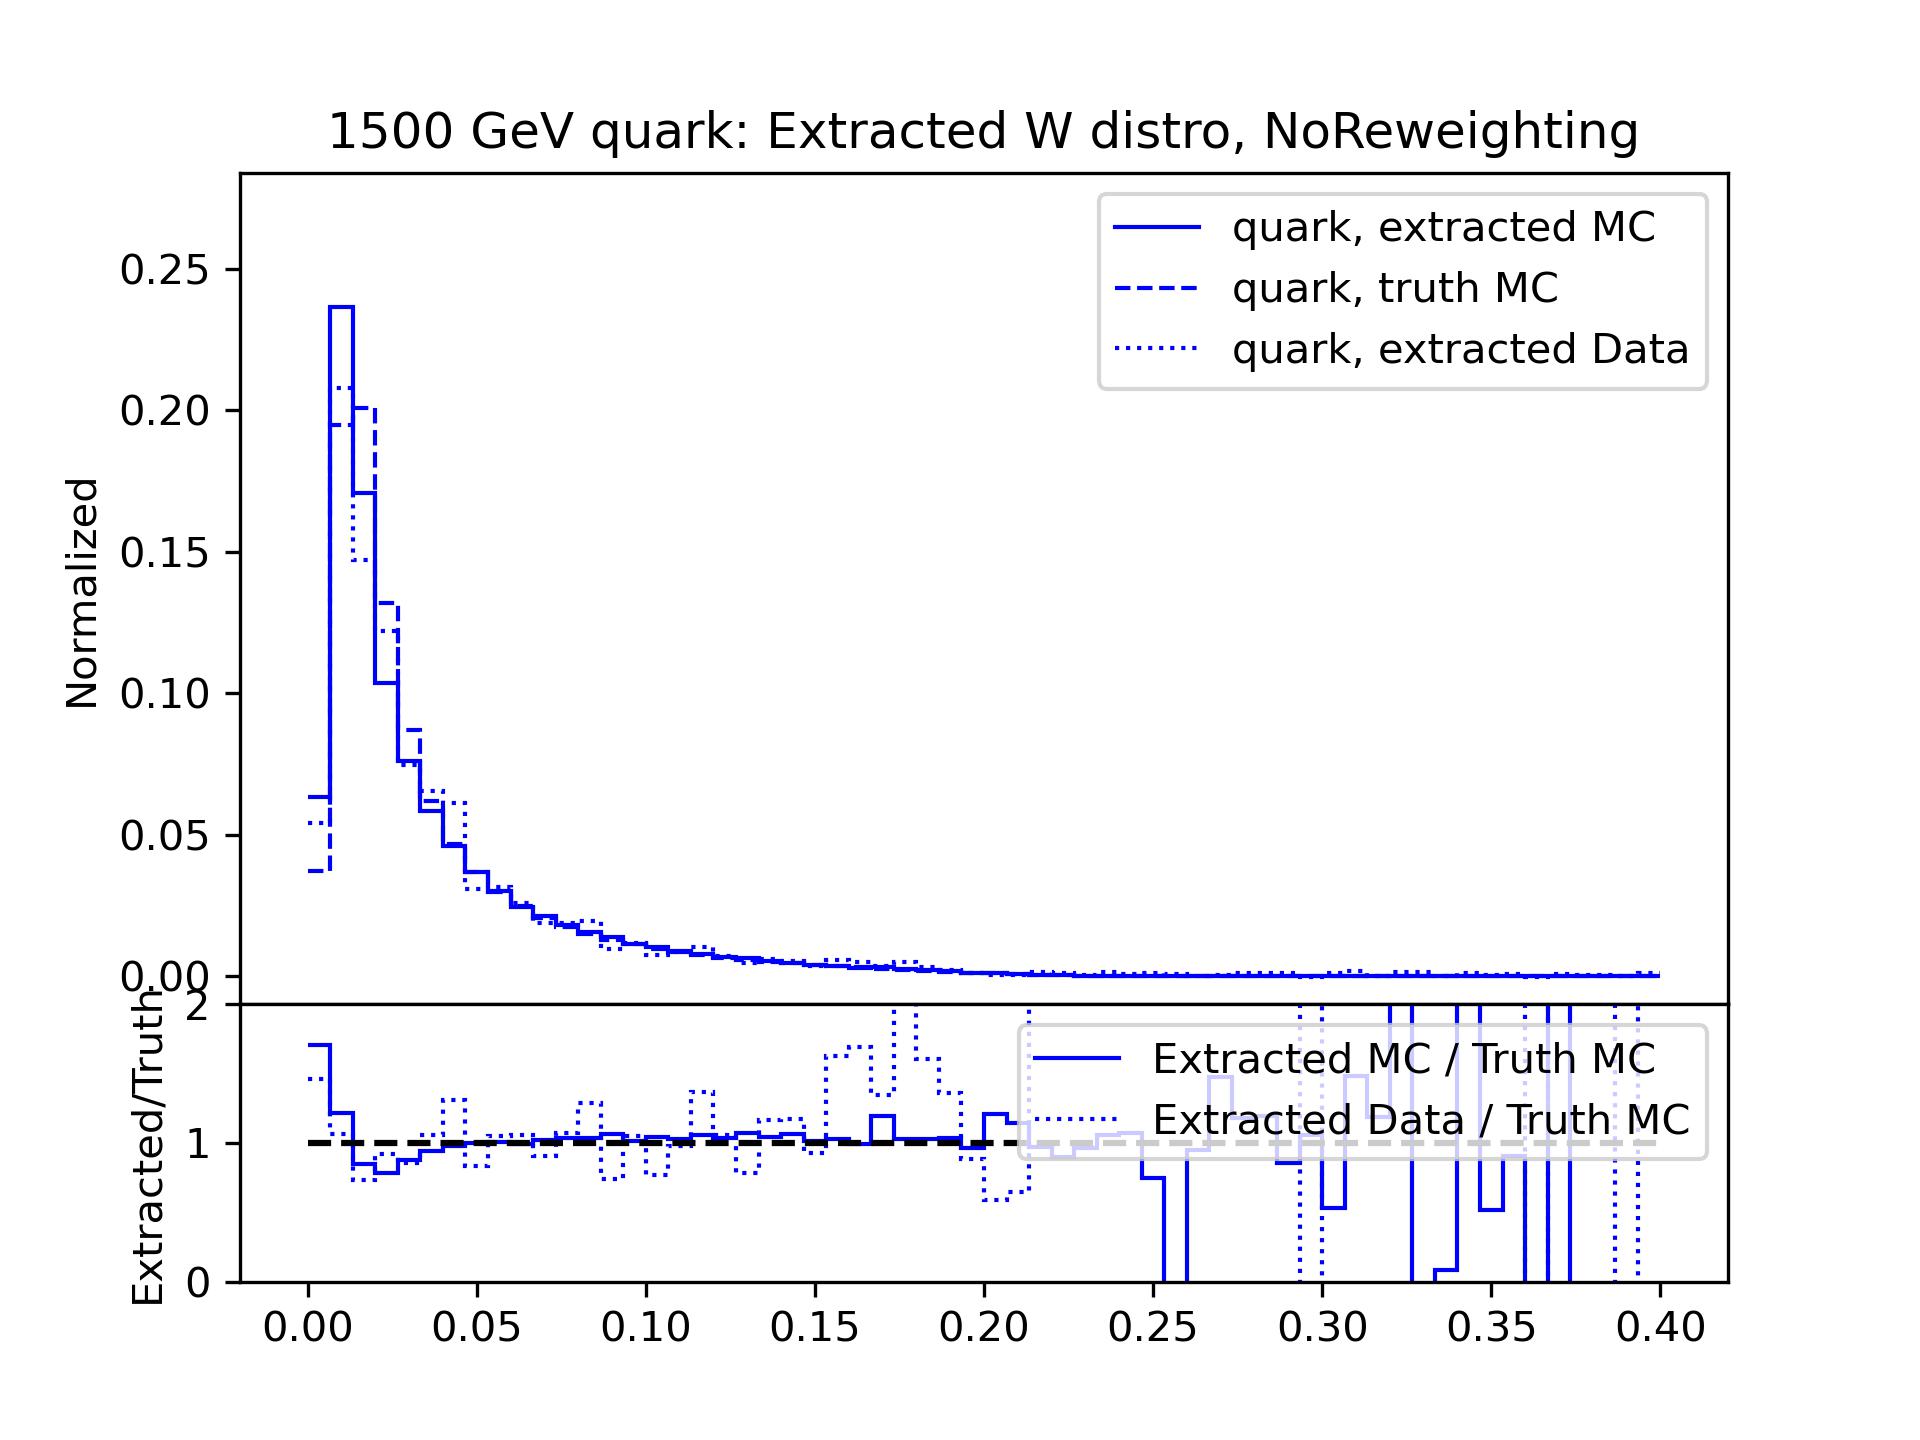 1500 GeV quark: Extracted W distro, NoReweighting
quark, extracted MC
quark, truth MC
quark, extracted Data
Normalized
0.25
0.20
0.15
0.10
0.05
0.00
Extracted/Truth
2
1
0
Extracted MC / Truth MC
Extracted Data / Truth MC
0.00 0.05 0.10 0.15 0.20 0.25 0.30 0.35 0.40